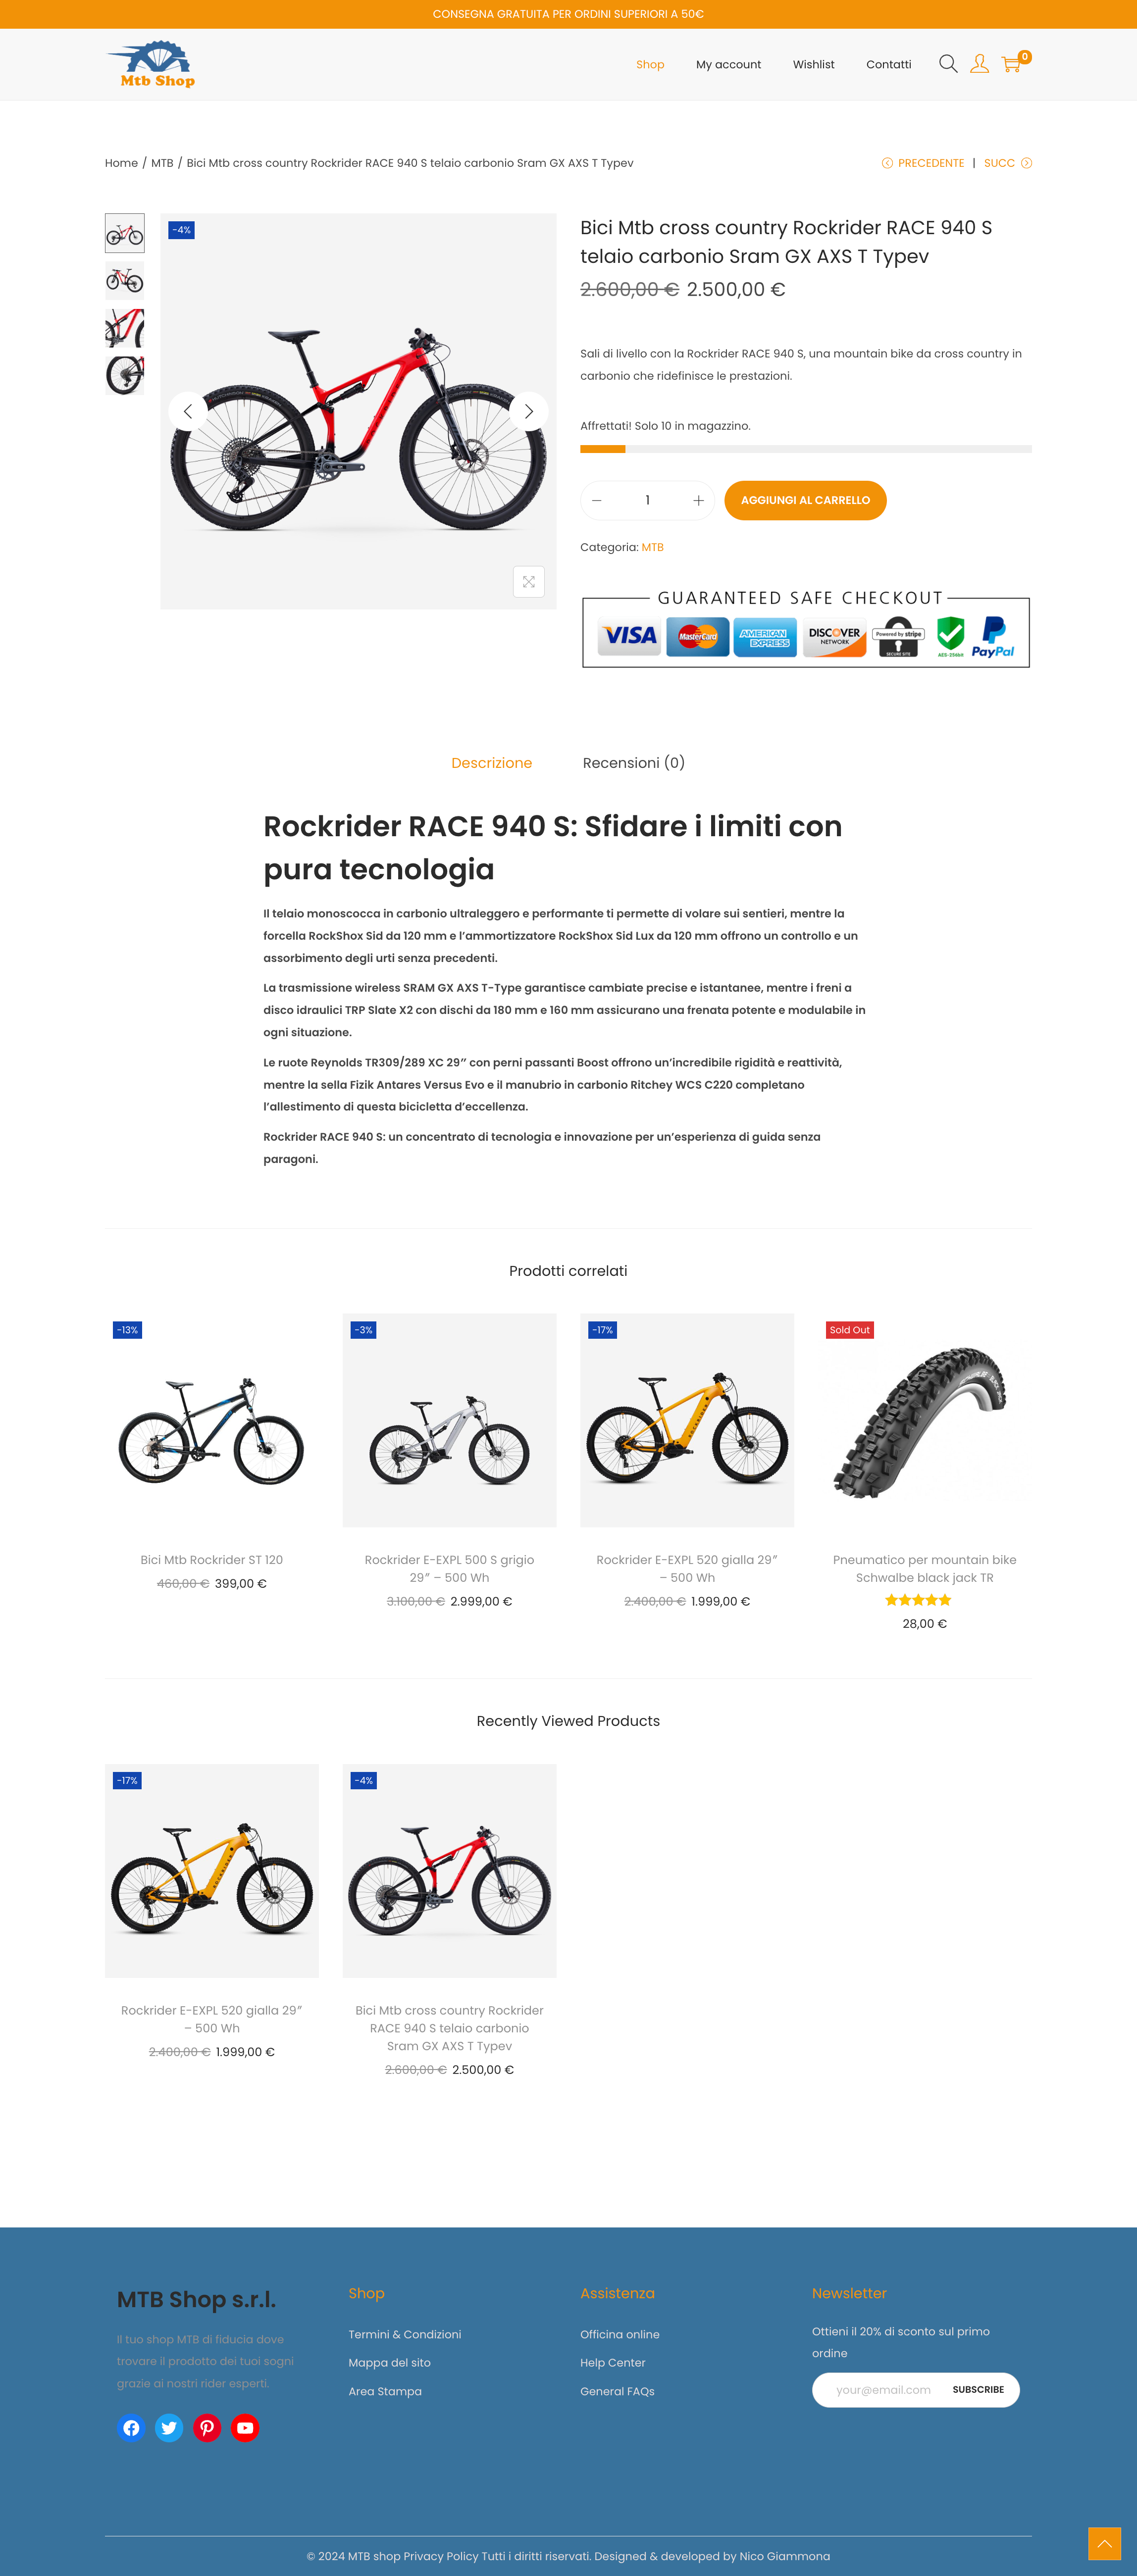 CONSEGNA GRATUITA PER ORDINI SUPERIORI A 50€
Mtb Shop
Shop My account Wishlist Contatti 0
Home / MTB / Bici Mtb cross country Rockrider RACE 940 S telaio carbonio Sram GX AXS T Typev
PRECEDENTE | SUCC
-4%
Bici Mtb cross country Rockrider RACE 940 S
telaio carbonio Sram GX AXS T Typev
2.600,00 € 2.500,00 €
Sali di livello con la Rockrider RACE 940 S, una mountain bike da cross country in
carbonio che ridefinisce le prestazioni.
Affrettati! Solo 10 in magazzino.
1
AGGIUNGI AL CARRELLO
Categoria: MTB
GUARANTEED SAFE CHECKOUT
VISA MasterCard AMERICAN EXPRESS DISCOVER NETWORK Powered by stripe SECURE SITE AES-256bit PayPal
Descrizione Recensioni (0)
Rockrider RACE 940 S: Sfidare i limiti con
pura tecnologia
Il telaio monoscocca in carbonio ultraleggero e performante ti permette di volare sui sentieri, mentre la
forcella RockShox Sid da 120 mm e l’ammortizzatore RockShox Sid Lux da 120 mm offrono un controllo e un
assorbimento degli urti senza precedenti.
La trasmissione wireless SRAM GX AXS T-Type garantisce cambiate precise e istantanee, mentre i freni a
disco idraulici TRP Slate X2 con dischi da 180 mm e 160 mm assicurano una frenata potente e modulabile in
ogni situazione.
Le ruote Reynolds TR309/289 XC 29″ con perni passanti Boost offrono un’incredibile rigidità e reattività,
mentre la sella Fizik Antares Versus Evo e il manubrio in carbonio Ritchey WCS C220 completano
l’allestimento di questa bicicletta d’eccellenza.
Rockrider RACE 940 S: un concentrato di tecnologia e innovazione per un’esperienza di guida senza
paragoni.
Prodotti correlati
-13%
Bici Mtb Rockrider ST 120
460,00 € 399,00 €
-3%
Rockrider E-EXPL 500 S grigio
29″ – 500 Wh
3.100,00 € 2.999,00 €
-17%
Rockrider E-EXPL 520 gialla 29″
– 500 Wh
2.400,00 € 1.999,00 €
Sold Out
Pneumatico per mountain bike
Schwalbe black jack TR
28,00 €
Recently Viewed Products
-17%
Rockrider E-EXPL 520 gialla 29″
– 500 Wh
2.400,00 € 1.999,00 €
-4%
Bici Mtb cross country Rockrider
RACE 940 S telaio carbonio
Sram GX AXS T Typev
2.600,00 € 2.500,00 €
MTB Shop s.r.l.
Il tuo shop MTB di fiducia dove
trovare il prodotto dei tuoi sogni
grazie ai nostri rider esperti.
Shop
Termini & Condizioni
Mappa del sito
Area Stampa
Assistenza
Officina online
Help Center
General FAQs
Newsletter
Ottieni il 20% di sconto sul primo
ordine
your@email.com SUBSCRIBE
© 2024 MTB shop Privacy Policy Tutti i diritti riservati. Designed & developed by Nico Giammona